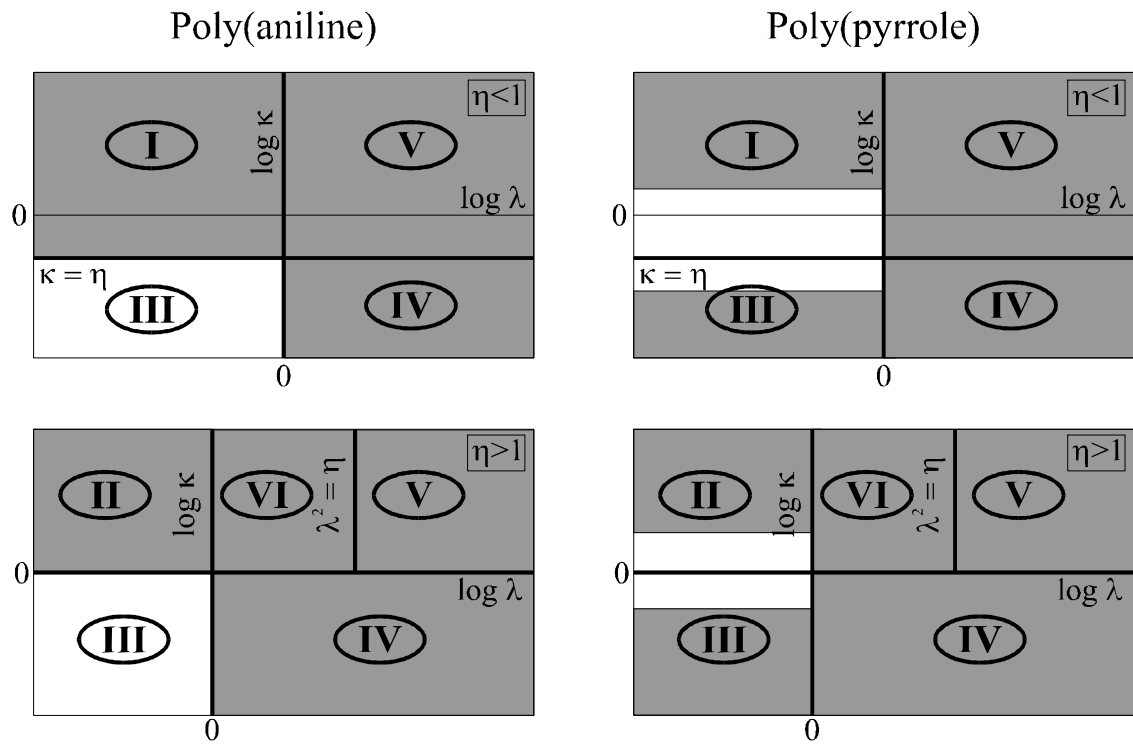 Poly(aniline)
Poly(pyrrole)
I
log κ
V
η<1
log λ
0
κ = η
III
IV
0
I
log κ
V
η<1
log λ
0
κ = η
III
IV
0
II
log κ
VI
λ² = η
V
η>1
0
log λ
III
IV
0
II
log κ
VI
λ² = η
V
η>1
0
log λ
III
IV
0